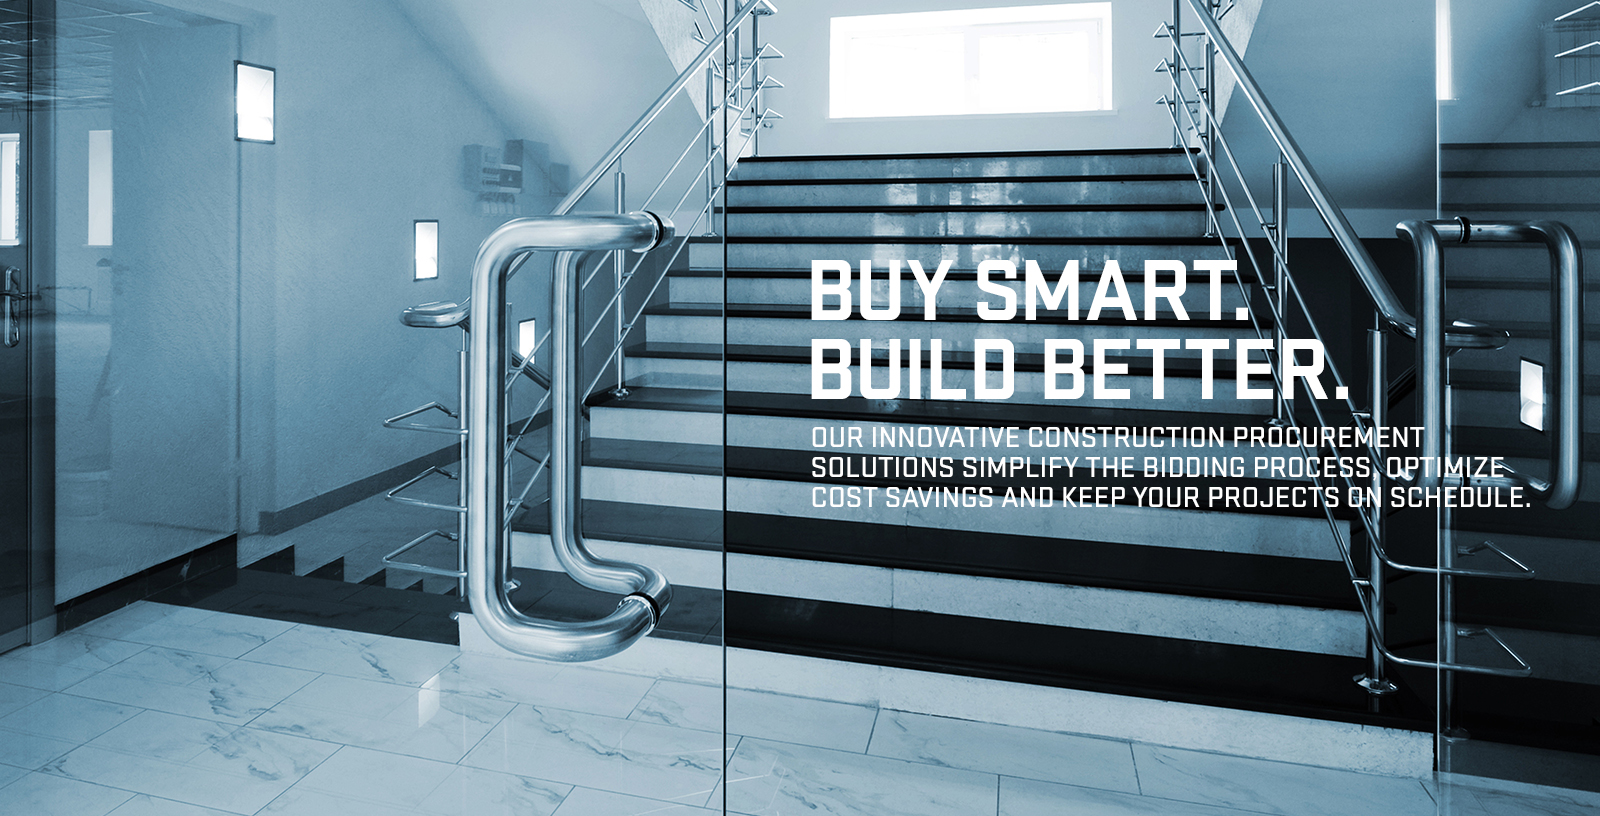 BUY SMART.
BUILD BETTER.
OUR INNOVATIVE CONSTRUCTION PROCUREMENT
SOLUTIONS SIMPLIFY THE BIDDING PROCESS, OPTIMIZE
COST SAVINGS AND KEEP YOUR PROJECTS ON SCHEDULE.